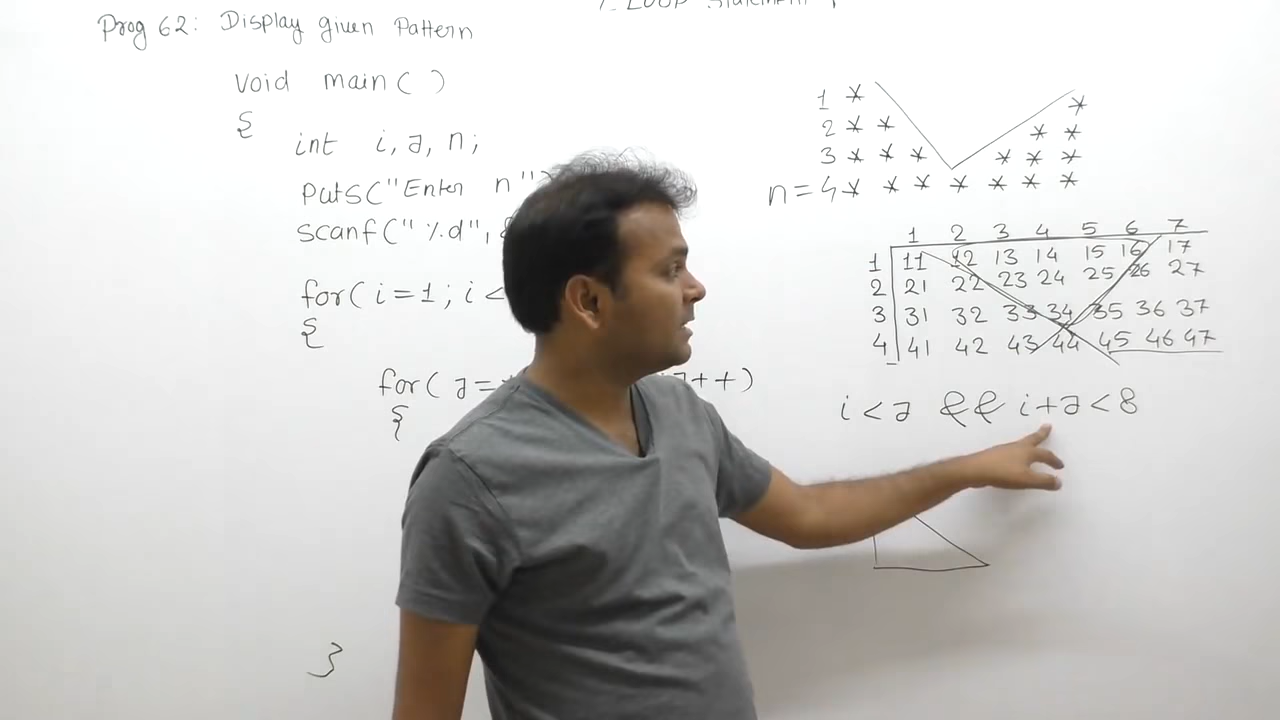 7. LOOP Statement
Prog 62: Display given Pattern
void main( )
{
int i, J, n;
puts("Enter n")
scanf("%d",
for( i=1; i<
{
for( J=
J++)
{
}
1 *
*
2 * *
* *
3 * * *
* * *
n=4 * * * * * * *
1 2 3 4 5 6 7
1 11 12 13 14 15 16 17
2 21 22 23 24 25 26 27
3 31 32 33 34 35 36 37
4 41 42 43 44 45 46 47
i<J && i+J<8